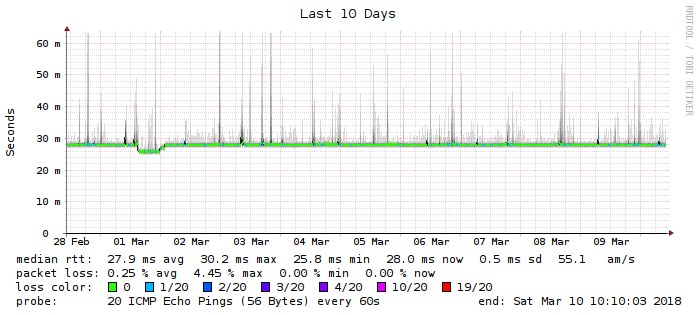 Last 10 Days
RRDTOOL / TOBI OETIKER
Seconds
60 m
50 m
40 m
30 m
20 m
10 m
0
28 Feb 01 Mar 02 Mar 03 Mar 04 Mar 05 Mar 06 Mar 07 Mar 08 Mar 09 Mar
median rtt: 27.9 ms avg 30.2 ms max 25.8 ms min 28.0 ms now 0.5 ms sd 55.1 am/s
packet loss: 0.25 % avg 4.45 % max 0.00 % min 0.00 % now
loss color: 0 1/20 2/20 3/20 4/20 10/20 19/20
probe: 20 ICMP Echo Pings (56 Bytes) every 60s end: Sat Mar 10 10:10:03 2018